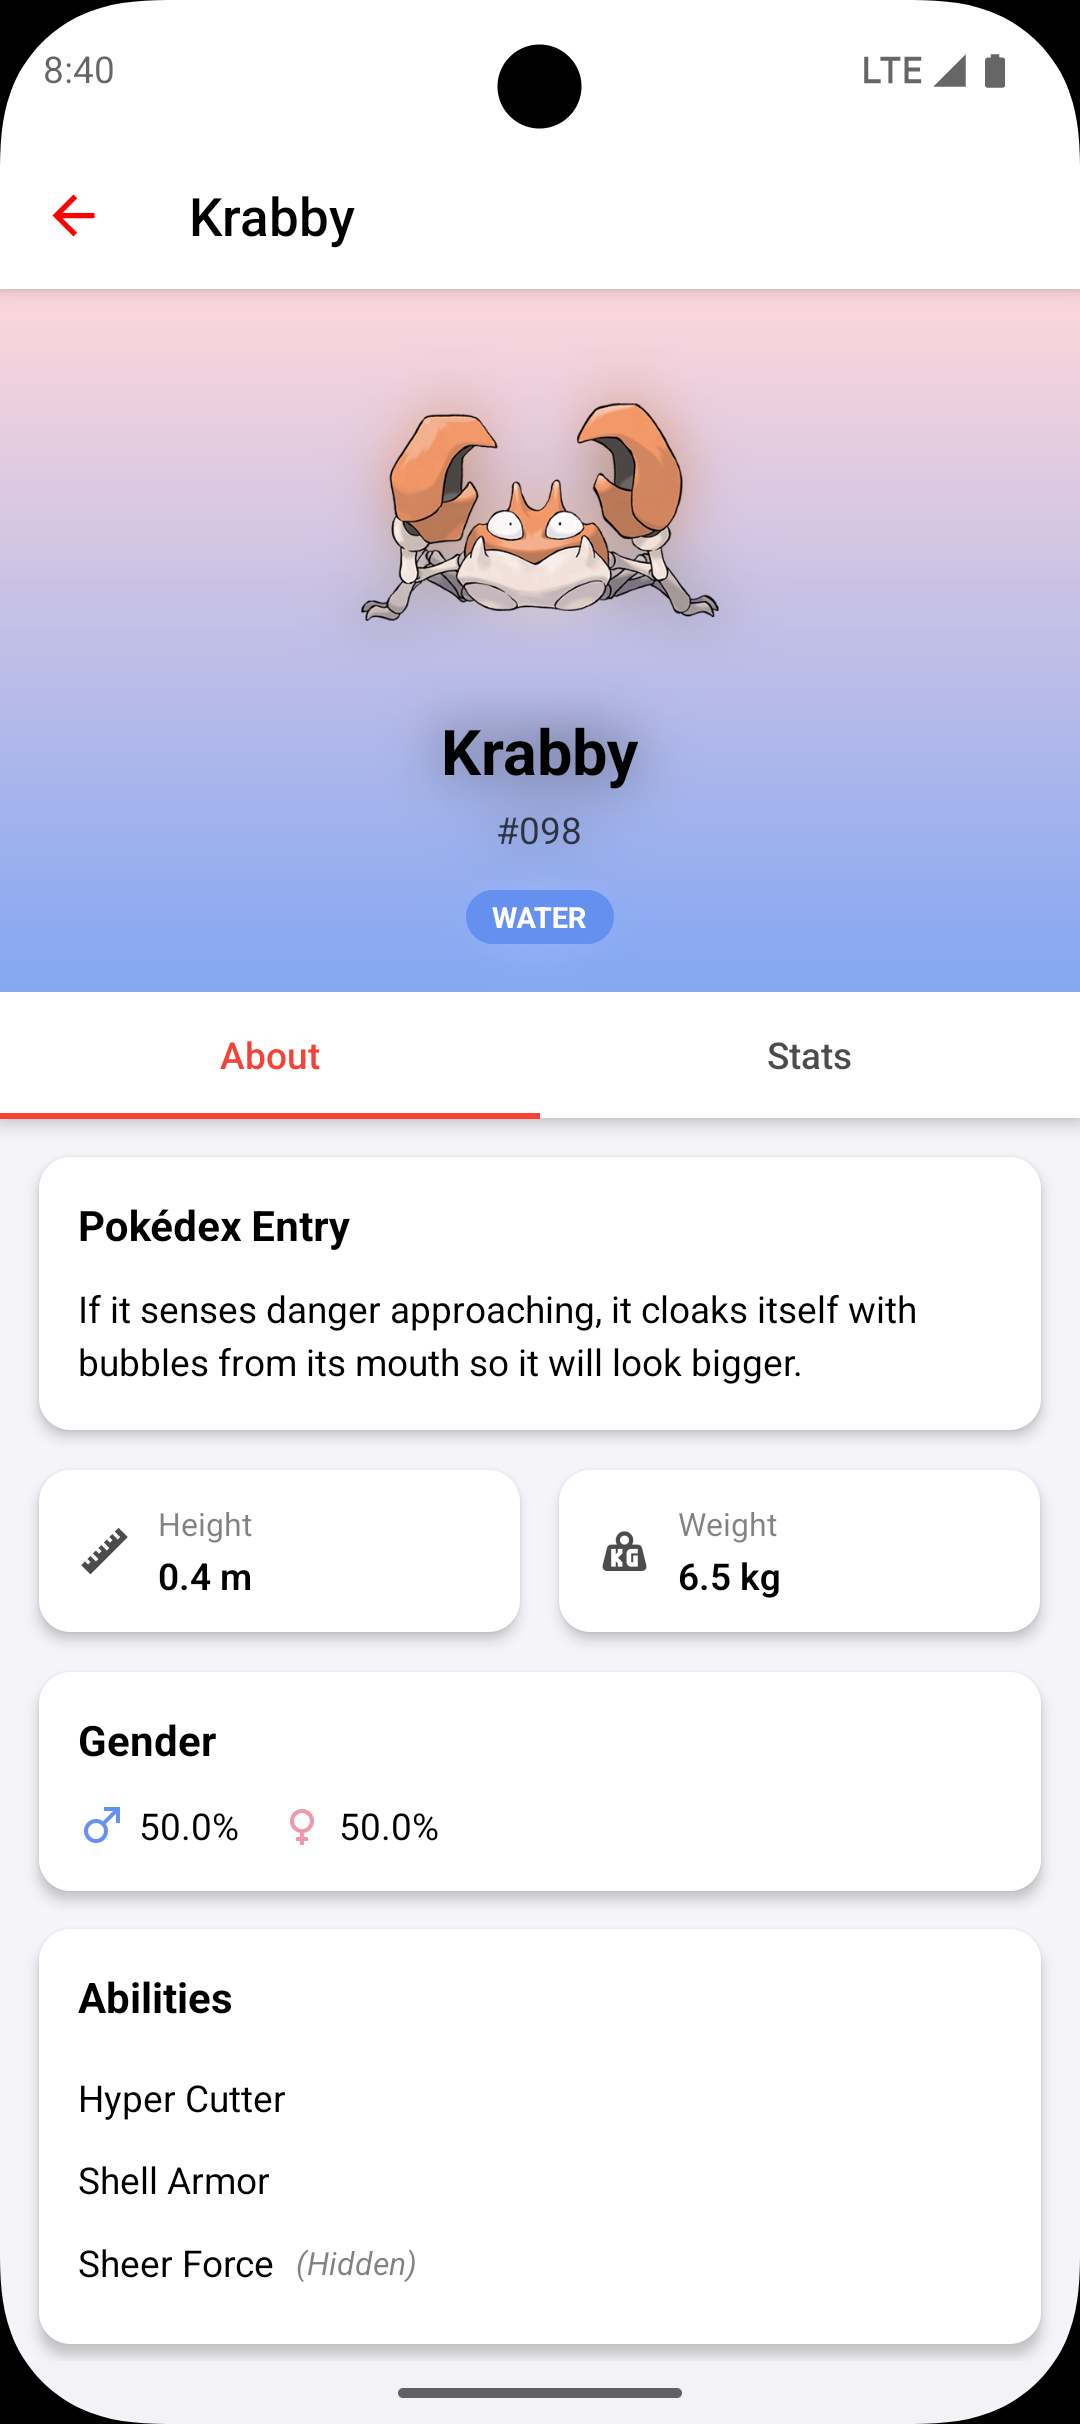 8:40
LTE
Krabby
Krabby
#098
WATER
About
Stats
Pokédex Entry
If it senses danger approaching, it cloaks itself with
bubbles from its mouth so it will look bigger.
Height
0.4 m
KG
Weight
6.5 kg
Gender
50.0%
50.0%
Abilities
Hyper Cutter
Shell Armor
Sheer Force (Hidden)